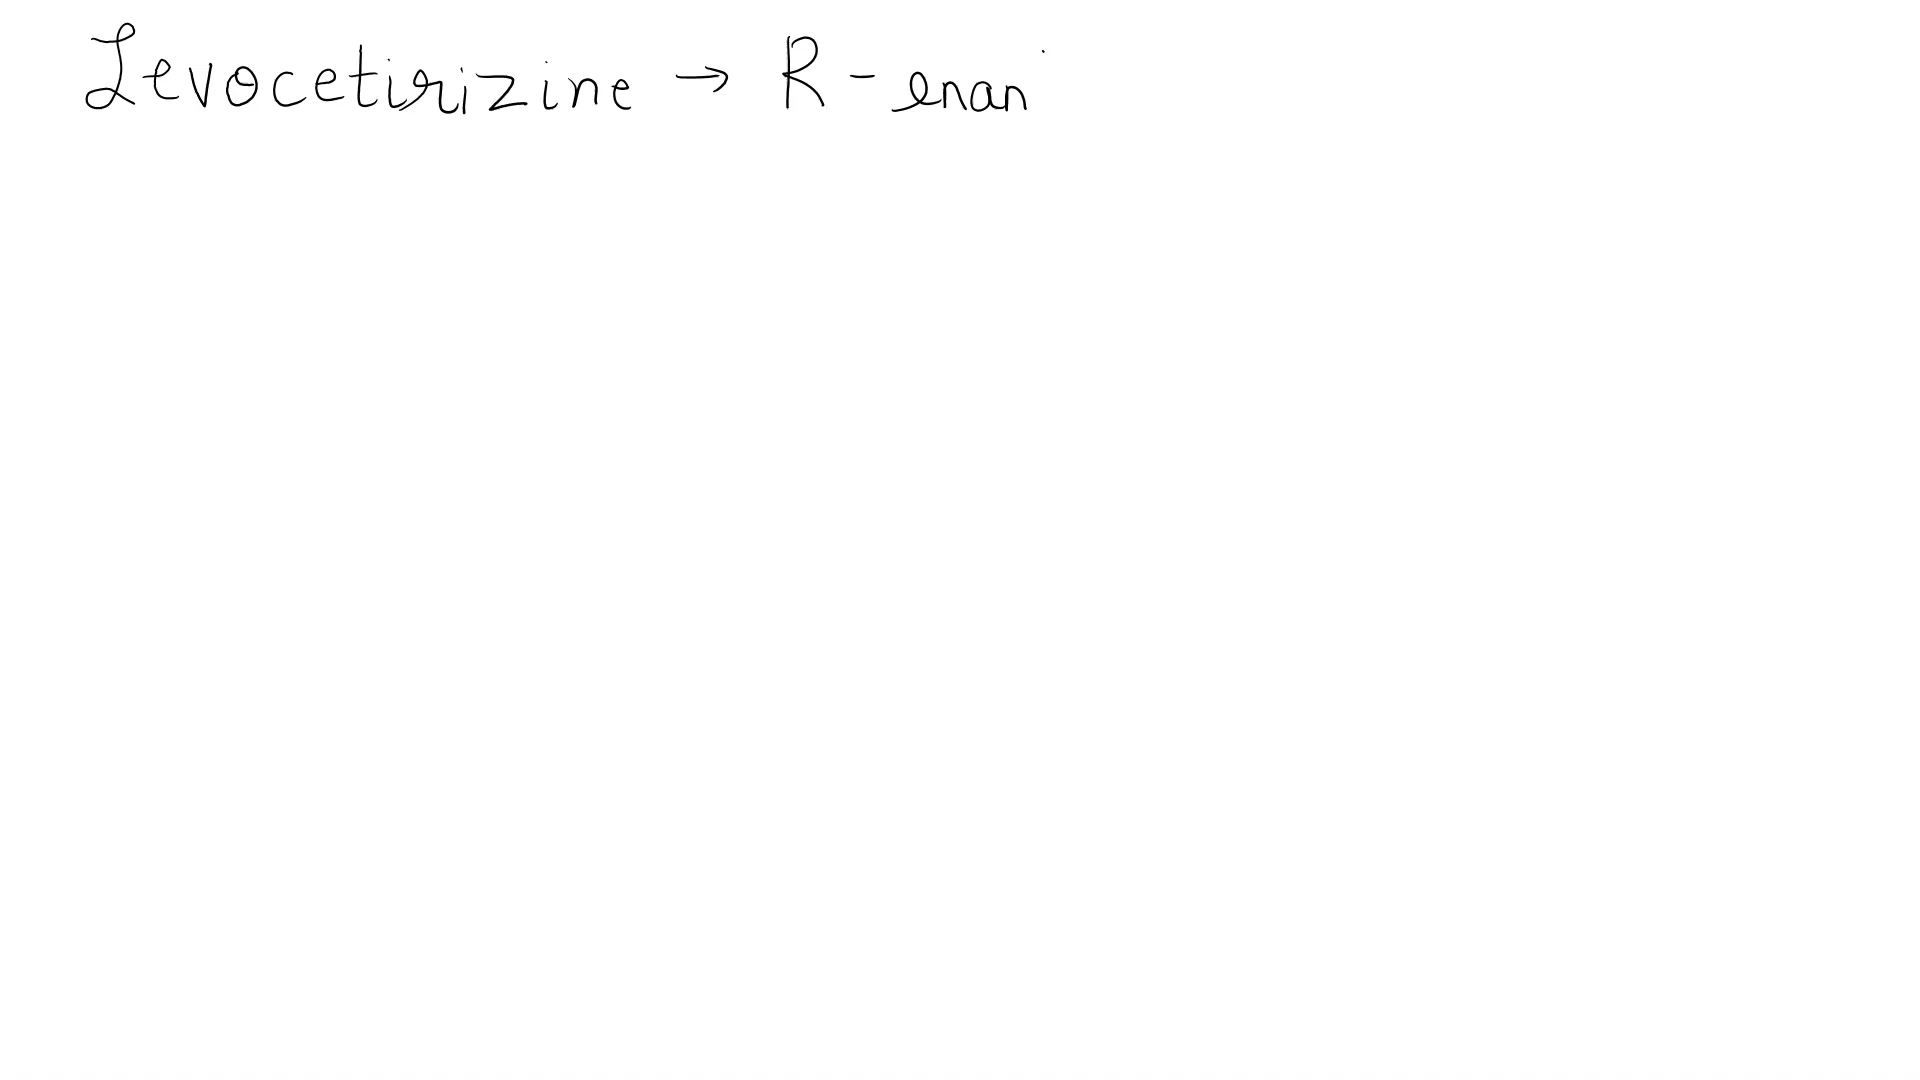 Levocetirizine → R - enan